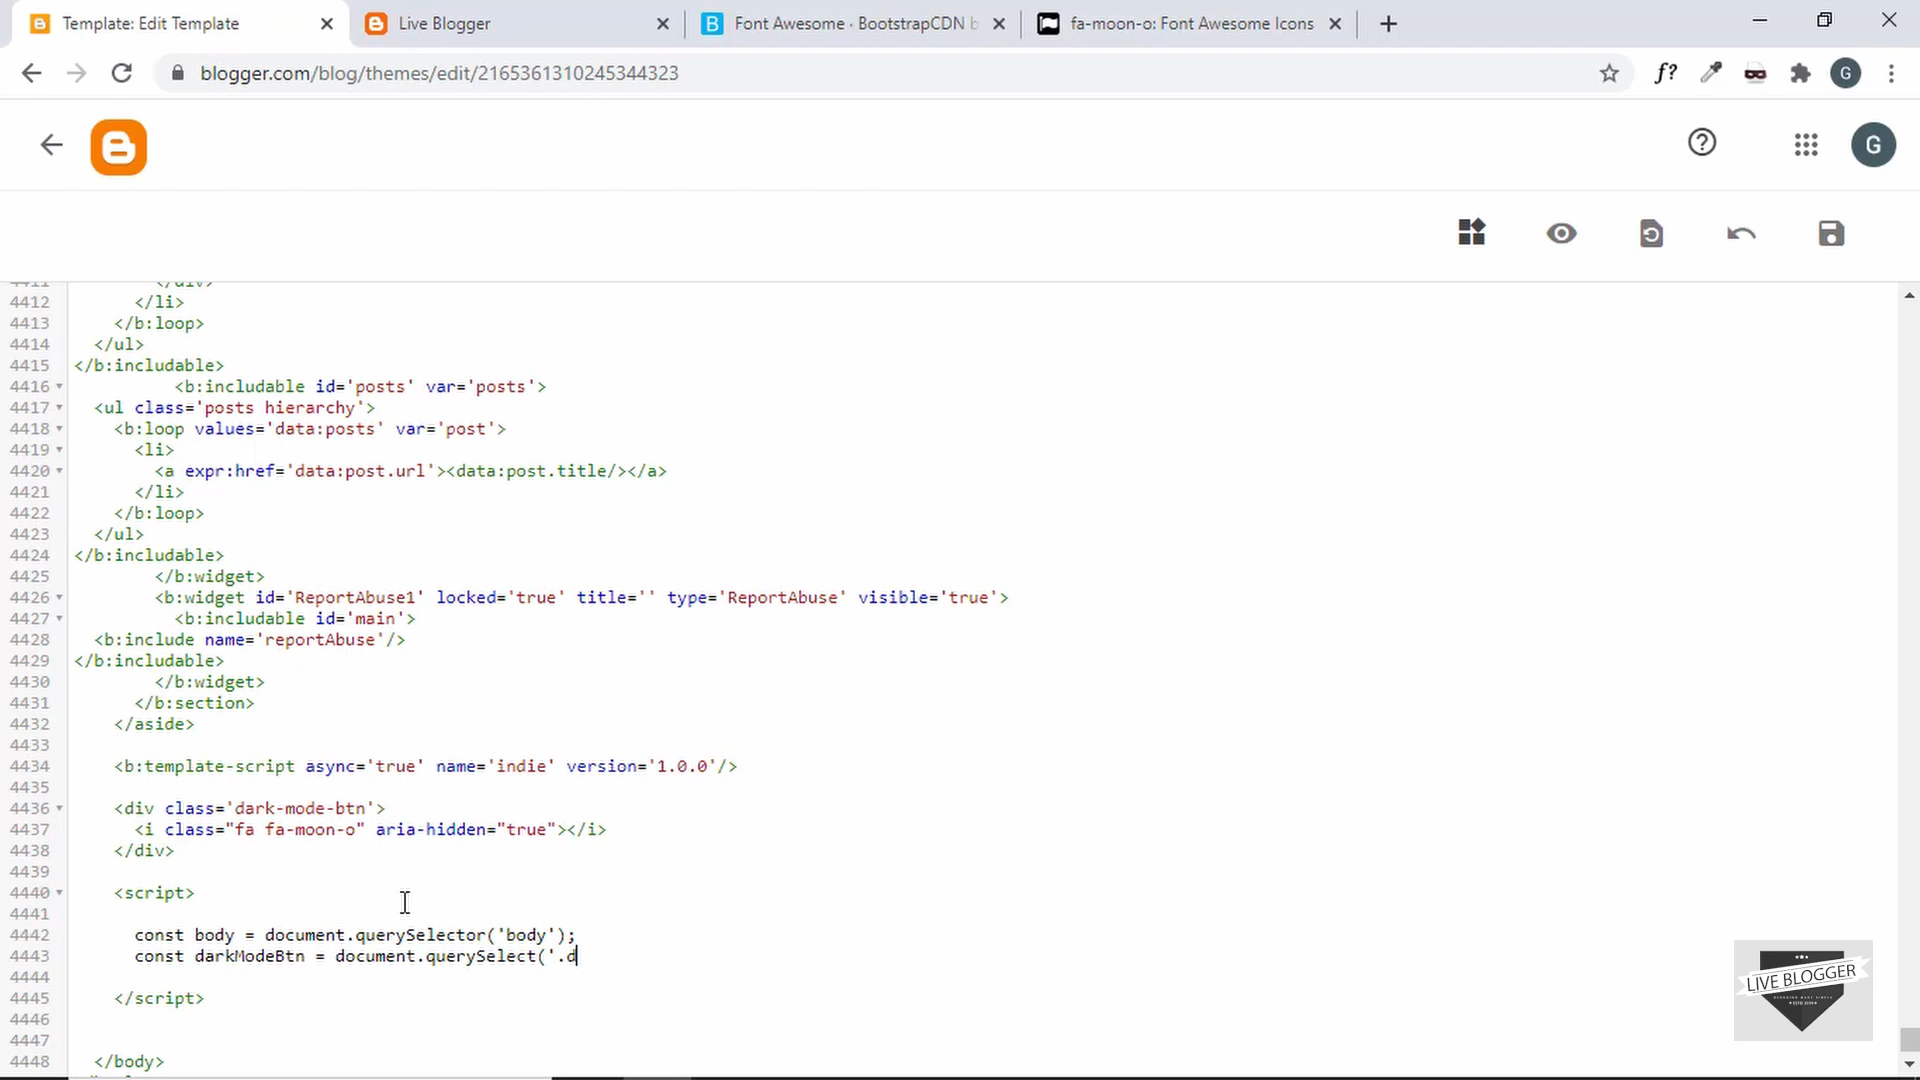 Template: Edit Template
Live Blogger
Font Awesome · BootstrapCDN b
fa-moon-o: Font Awesome Icons
blogger.com/blog/themes/edit/2165361310245344323
f?
G
G
4411 </div>
4412 </li>
4413 </b:loop>
4414 </ul>
4415 </b:includable>
4416 <b:includable id='posts' var='posts'>
4417 <ul class='posts hierarchy'>
4418 <b:loop values='data:posts' var='post'>
4419 <li>
4420 <a expr:href='data:post.url'><data:post.title/></a>
4421 </li>
4422 </b:loop>
4423 </ul>
4424 </b:includable>
4425 </b:widget>
4426 <b:widget id='ReportAbuse1' locked='true' title='' type='ReportAbuse' visible='true'>
4427 <b:includable id='main'>
4428 <b:include name='reportAbuse'/>
4429 </b:includable>
4430 </b:widget>
4431 </b:section>
4432 </aside>
4433
4434 <b:template-script async='true' name='indie' version='1.0.0'/>
4435
4436 <div class='dark-mode-btn'>
4437 <i class="fa fa-moon-o" aria-hidden="true"></i>
4438 </div>
4439
4440 <script>
4441
4442 const body = document.querySelector('body');
4443 const darkModeBtn = document.querySelect('.d
4444
4445 </script>
4446
4447
4448 </body>
LIVE BLOGGER